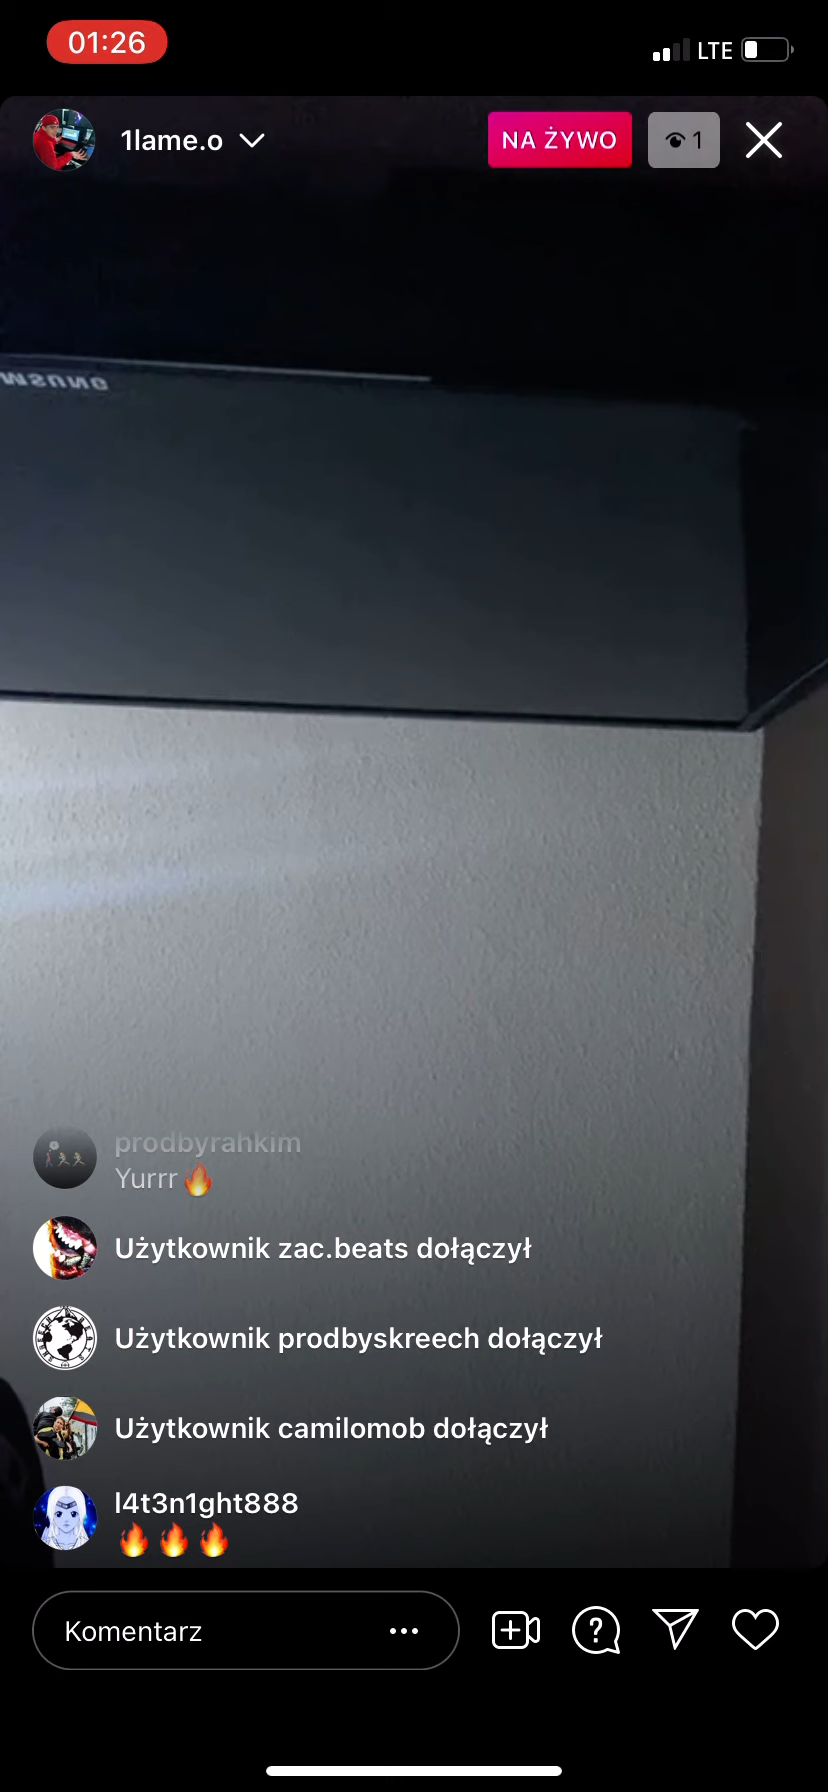 01:26
LTE
1lame.o
NA ŻYWO
1
prodbyrahkim
Yurrr🔥
Użytkownik zac.beats dołączył
Użytkownik prodbyskreech dołączył
Użytkownik camilomob dołączył
l4t3n1ght888
🔥🔥🔥
Komentarz